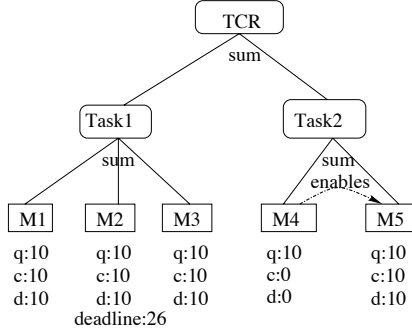 TCR
sum
Task1
Task2
sum
sum
enables
M1
M2
M3
M4
M5
q:10
q:10
q:10
q:10
q:10
c:10
c:10
c:10
c:0
c:10
d:10
d:10
d:10
d:0
d:10
deadline:26